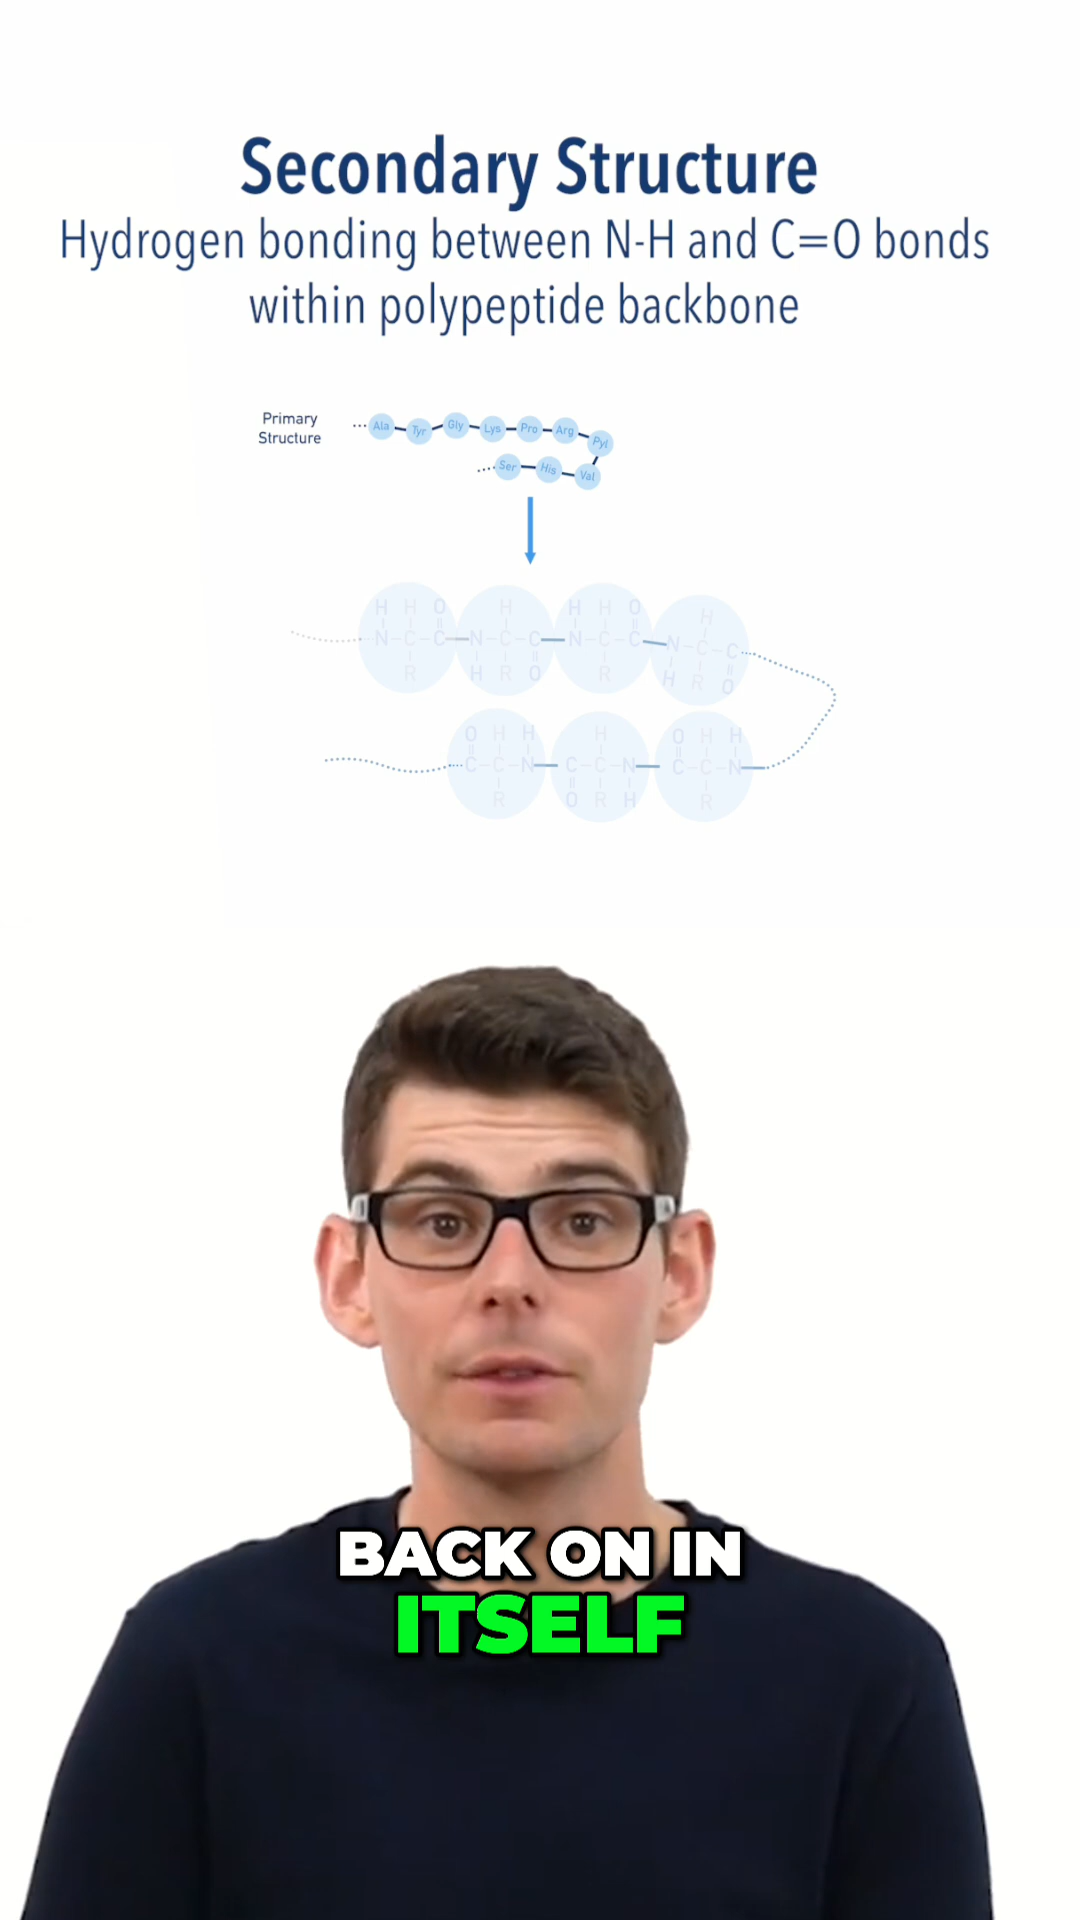 Secondary Structure
Hydrogen bonding between N-H and C=O bonds
within polypeptide backbone
Primary
Structure
Ala Tyr Gly Lys Pro Arg Pyl
Ser His Val
H H O H H H O H
N-C-C-N-C-C-N-C-C-N-C-C
R H R O R H R O
O H H H O H H
C-C-N-C-C-N-C-C-N
R O R H R
BACK ON IN
ITSELF